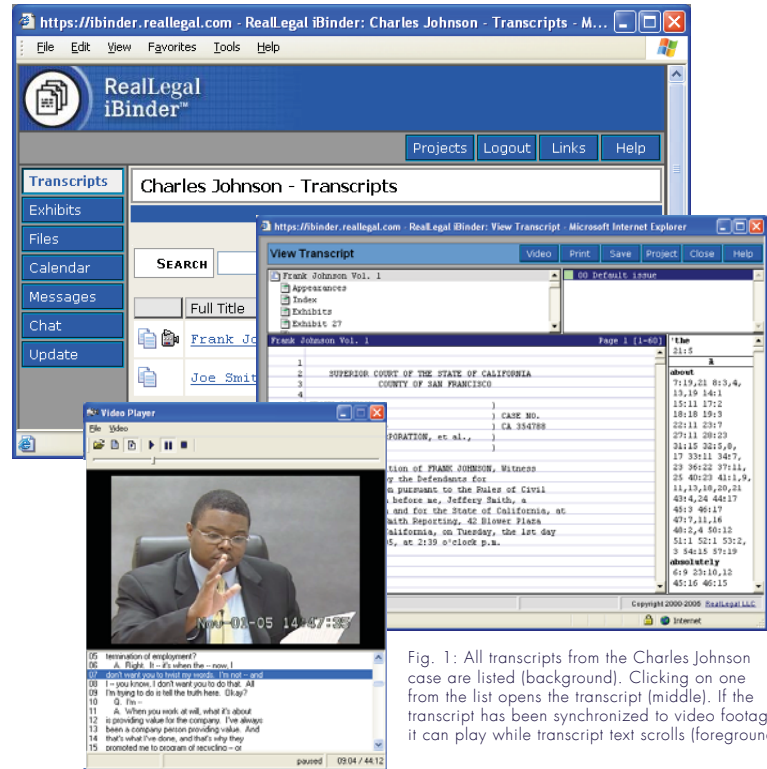 https://ibinder.reallegal.com - RealLegal iBinder: Charles Johnson - Transcripts - M...
File Edit View Favorites Tools Help
RealLegal
iBinder™
Projects Logout Links Help
Transcripts
Exhibits
Files
Calendar
Messages
Chat
Update
Charles Johnson - Transcripts
SEARCH
Full Title
Frank Jo
Joe Smit
https://ibinder.reallegal.com - RealLegal iBinder: View Transcript - Microsoft Internet Explorer
View Transcript Video Print Save Project Close Help
Frank Johnson Vol. 1
Appearances
Index
Exhibits
Exhibit 27
00 Default issue
Frank Johnson Vol. 1 Page 1 [1-60]
1
2 SUPERIOR COURT OF THE STATE OF CALIFORNIA
3 COUNTY OF SAN FRANCISCO
4
)
) CASE NO.
) CA 354788
PORATION, et al., )
)
tion of FRANK JOHNSON, Witness
y the Defendants for
n pursuant to the Rules of Civil
before me, Jeffery Smith, a
n and for the State of California, at
mith Reporting, 42 Blower Plaza
alifornia, on Tuesday, the 1st day
05, at 2:39 o'clock p.m.
'the
21:5
A
about
7:19,21 8:3,4,
13,19 14:1
15:11 17:2
18:18 19:3
22:11 23:7
27:11 28:23
31:15 32:5,8,
17 33:11 34:7,
23 36:22 37:11,
25 40:23 41:1,9,
11,13,18,20,21
43:4,24 44:17
45:3 46:17
47:7,11,16
48:2,4 50:12
51:1 52:1 53:2,
3 54:15 57:19
absolutely
6:9 23:10,12
45:16 46:15
Copyright 2000-2005 RealLegal LLC
Internet
Video Player
File Video
Nov-01-05 14:47:35
05 termination of employment?
06 A. Right. It -- it's when the -- now, I
07 don't want you to twist my words. I'm not -- and
08 I -- you know, I don't want you to do that. All
09 I'm trying to do is tell the truth here. Okay?
10 Q. I'm --
11 A. When you work at will, what it's about
12 is providing value for the company. I've always
13 been a company person providing value. And
14 that's what I've done, and that's why they
15 promoted me to program of recycling -- or
paused 09:04 / 44:12
Fig. 1: All transcripts from the Charles Johnson
case are listed (background). Clicking on one
from the list opens the transcript (middle). If the
transcript has been synchronized to video footag
it can play while transcript text scrolls (foreground